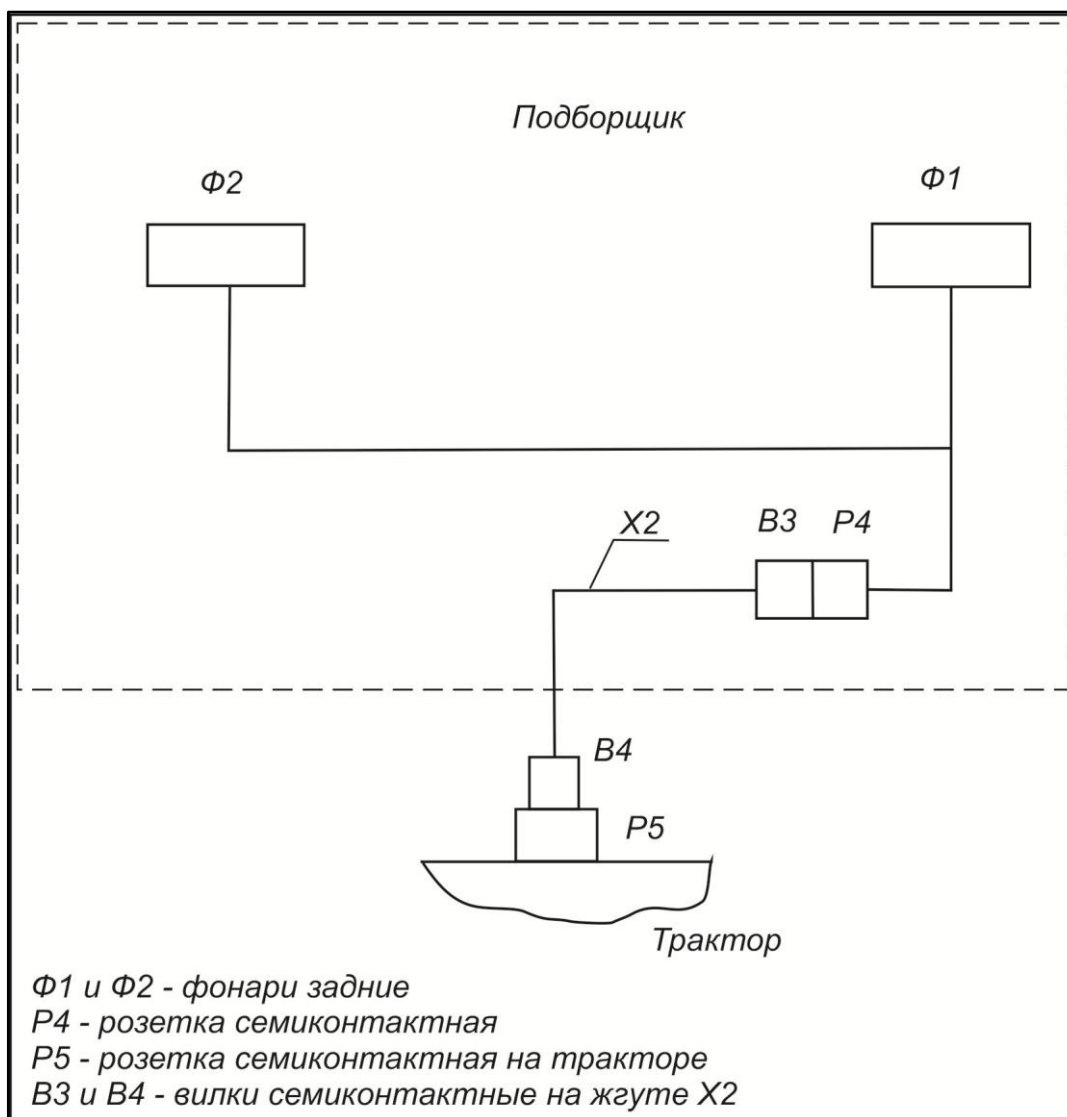 Подборщик
Ф2
Ф1
Х2
В3
Р4
В4
Р5
Трактор
Ф1 и Ф2 - фонари задние
Р4 - розетка семиконтактная
Р5 - розетка семиконтактная на тракторе
В3 и В4 - вилки семиконтактные на жгуте Х2